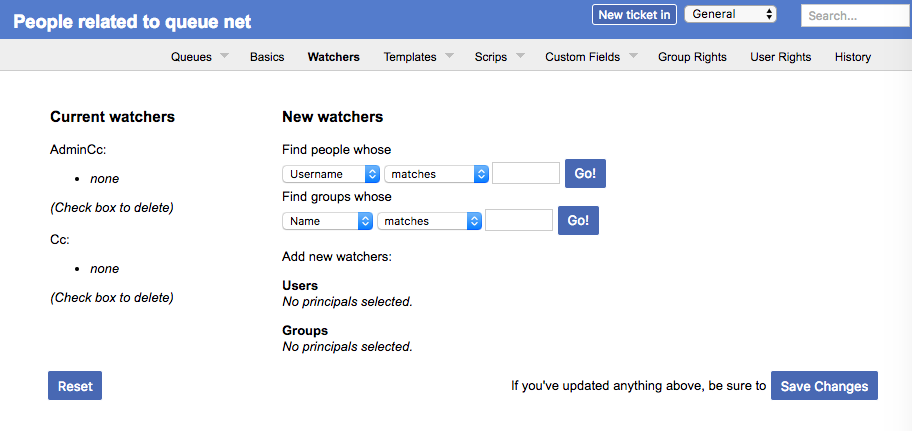 People related to queue net
New ticket in General Search...
Queues Basics Watchers Templates Scrips Custom Fields Group Rights User Rights History
Current watchers
AdminCc:
• none
(Check box to delete)
Cc:
• none
(Check box to delete)
New watchers
Find people whose
Username matches Go!
Find groups whose
Name matches Go!
Add new watchers:
Users
No principals selected.
Groups
No principals selected.
Reset If you've updated anything above, be sure to Save Changes